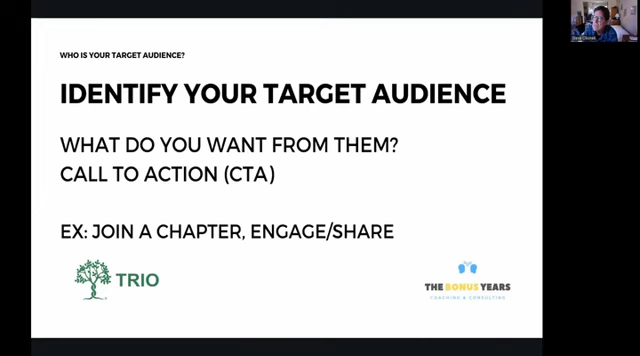 WHO IS YOUR TARGET AUDIENCE?
IDENTIFY YOUR TARGET AUDIENCE
WHAT DO YOU WANT FROM THEM?
CALL TO ACTION (CTA)
EX: JOIN A CHAPTER, ENGAGE/SHARE
TRIO
THE BONUS YEARS
COACHING & CONSULTING